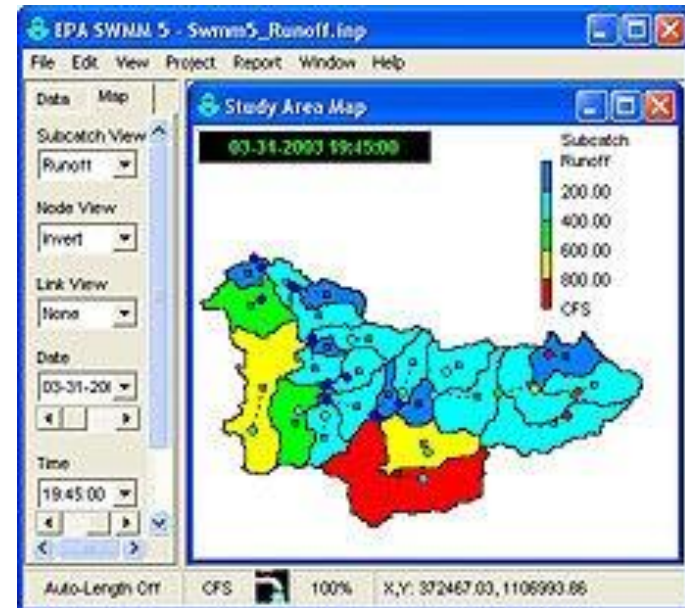 EPA SWMM 5 - Swmm5_Runoff.inp
File Edit View Project Report Window Help
Data Map
Study Area Map
Subcatch View
Runoff
Node View
Invert
Link View
None
Date
03-31-200
Time
19:45:00
03-31-2003 19:45:00
Subcatch
Runoff
200.00
400.00
600.00
800.00
CFS
Auto-Length Off CFS 100% X,Y: 372467.03, 1106993.86